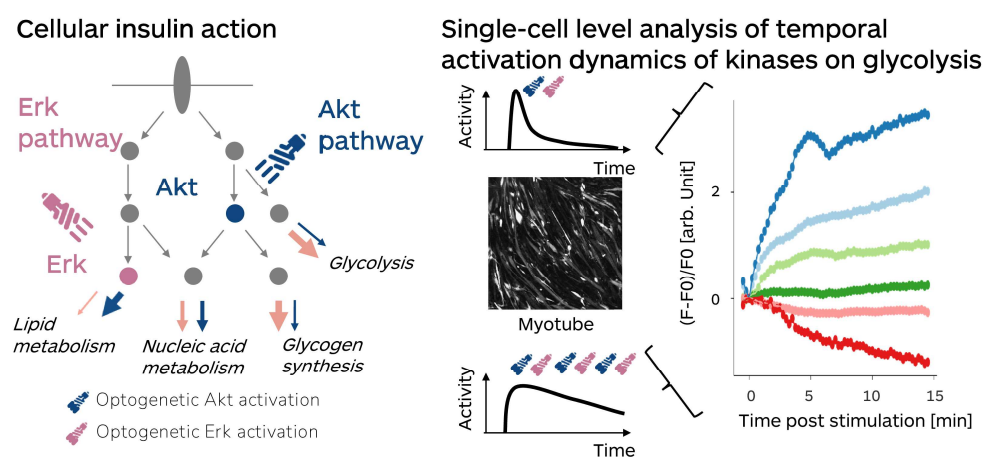 Cellular insulin action
Erk
pathway
Akt
pathway
Akt
Erk
Glycolysis
Lipid
metabolism
Nucleic acid
metabolism
Glycogen
synthesis
Optogenetic Akt activation
Optogenetic Erk activation
Single-cell level analysis of temporal
activation dynamics of kinases on glycolysis
Activity
Time
Myotube
Activity
Time
(F-F0)/F0 [arb. Unit]
2
0
0 5 10 15
Time post stimulation [min]